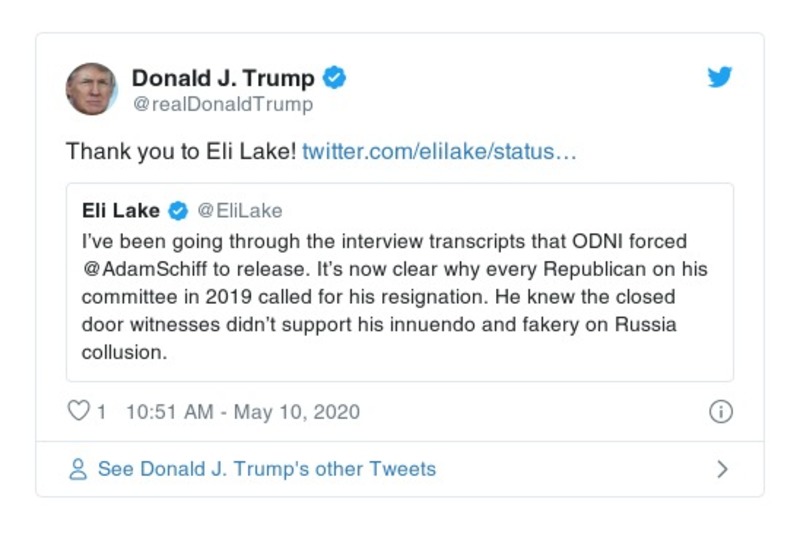 Donald J. Trump
@realDonaldTrump
Thank you to Eli Lake! twitter.com/elilake/status…
Eli Lake @EliLake
I’ve been going through the interview transcripts that ODNI forced
@AdamSchiff to release. It’s now clear why every Republican on his
committee in 2019 called for his resignation. He knew the closed
door witnesses didn’t support his innuendo and fakery on Russia
collusion.
1 10:51 AM - May 10, 2020
See Donald J. Trump's other Tweets